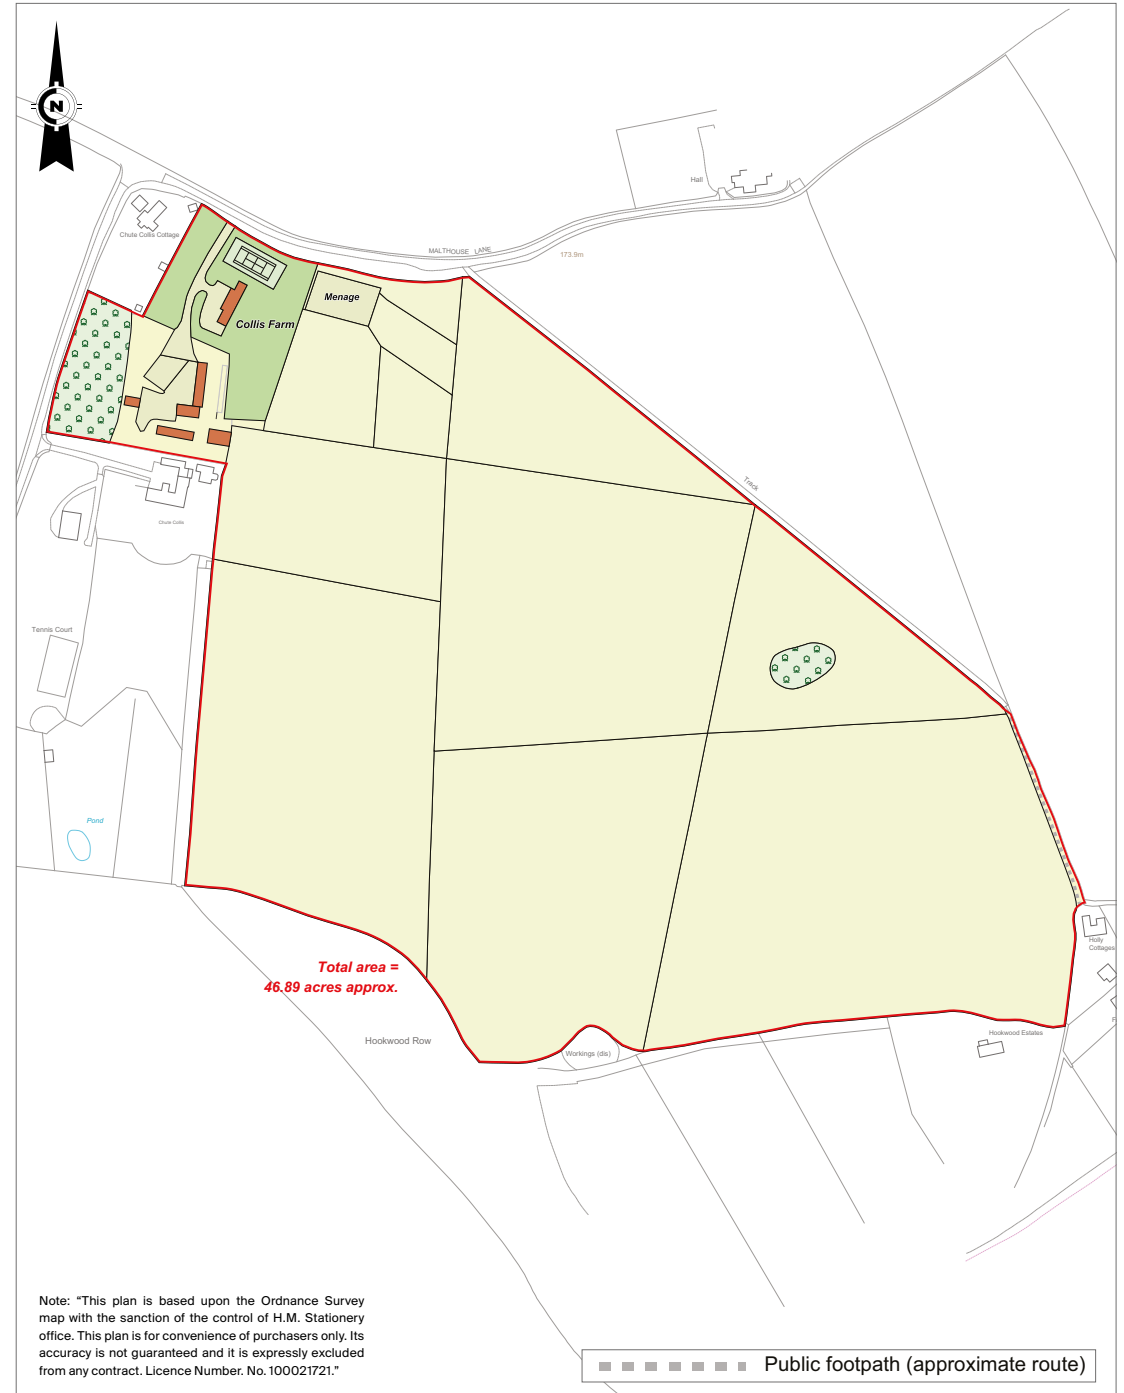 N
Hall
Chute Collis Cottage
MALTHOUSE LANE
173.9m
Menage
Collis Farm
Track
Chute Collis
Tennis Court
Pond
Holly
Cottages
Total area =
46.89 acres approx.
Hookwood Row
Workings (dis)
Hookwood Estates
Note: “This plan is based upon the Ordnance Survey
map with the sanction of the control of H.M. Stationery
office. This plan is for convenience of purchasers only. Its
accuracy is not guaranteed and it is expressly excluded
from any contract. Licence Number. No. 100021721.”
Public footpath (approximate route)